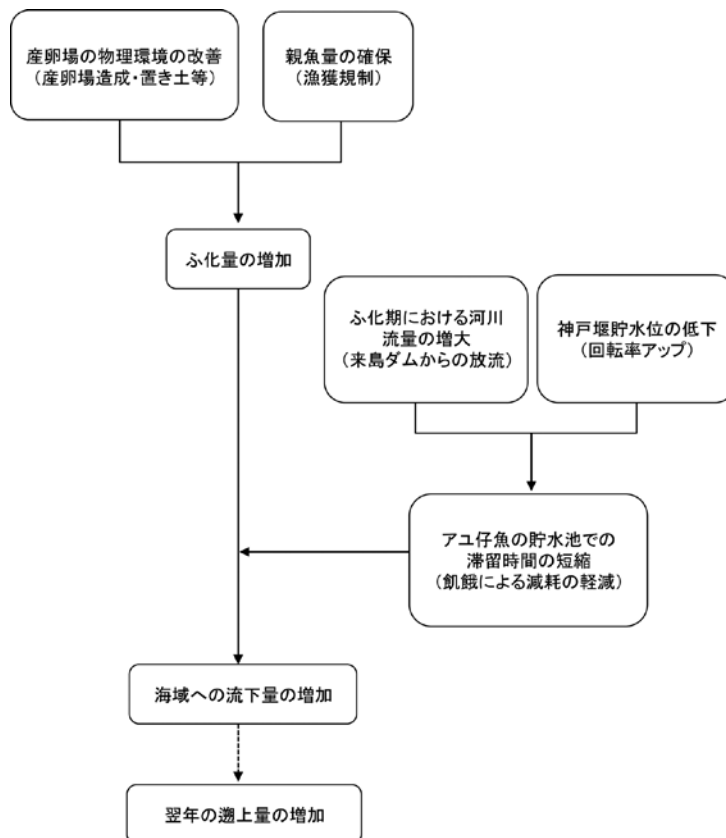 産卵場の物理環境の改善
(産卵場造成・置き土等)
親魚量の確保
(漁獲規制)
ふ化量の増加
ふ化期における河川
流量の増大
(来島ダムからの放流)
神戸堰貯水位の低下
(回転率アップ)
アユ仔魚の貯水池での
滞留時間の短縮
(飢餓による減耗の軽減)
海域への流下量の増加
翌年の遡上量の増加